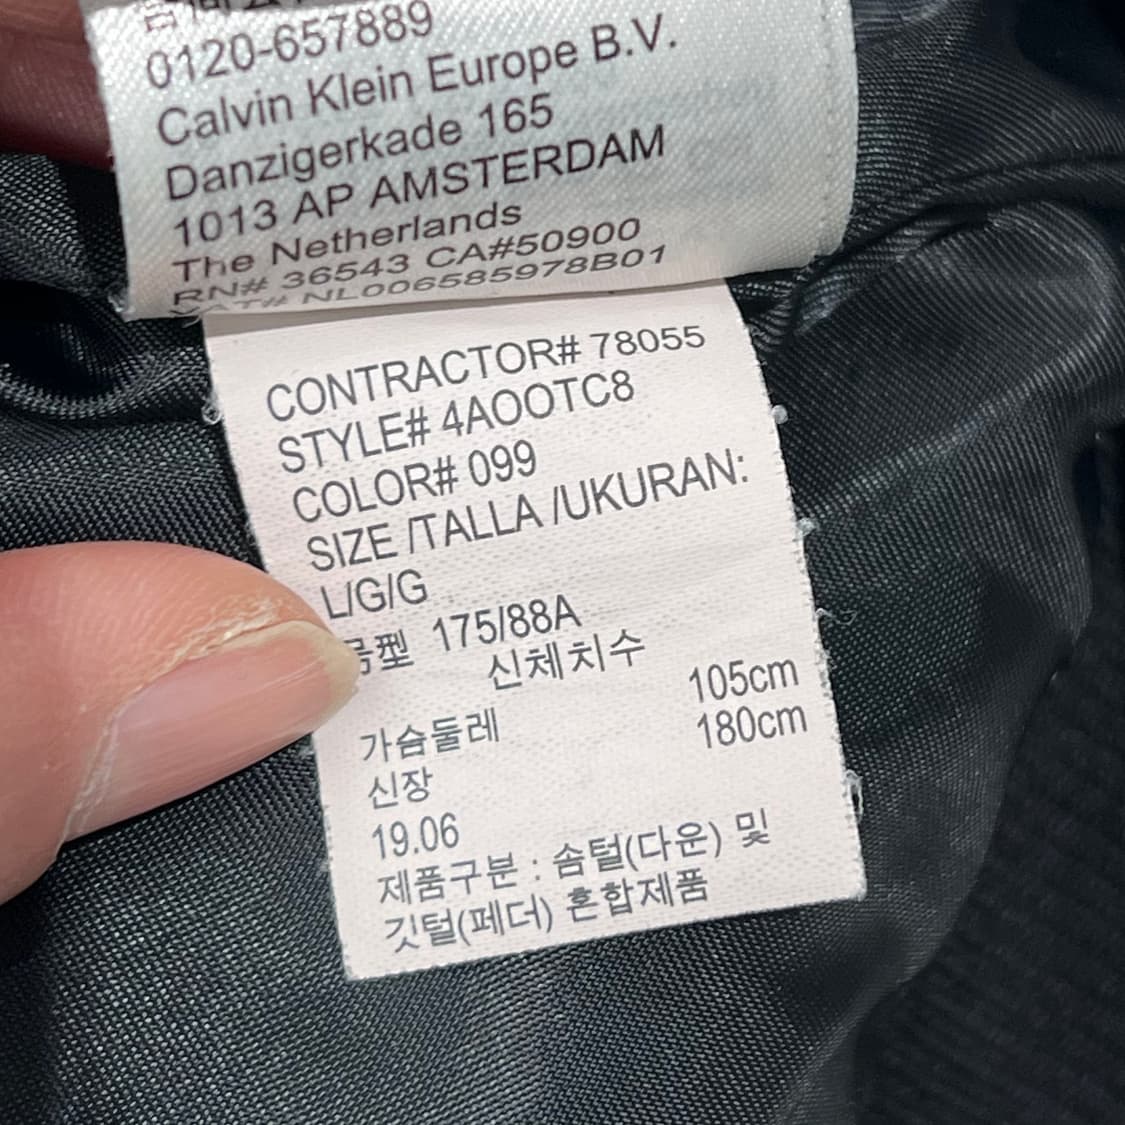 0120-657889
Calvin Klein Europe B.V.
Danzigerkade 165
1013 AP AMSTERDAM
The Netherlands
RN# 36543 CA#50900
VAT# NL006585978B01
CONTRACTOR# 78055
STYLE# 4AOOTC8
COLOR# 099
SIZE /TALLA /UKURAN:
L/G/G
型 175/88A
신체치수
가슴둘레 105cm
신장 180cm
19.06
제품구분 : 솜털(다운) 및
깃털(페더) 혼합제품